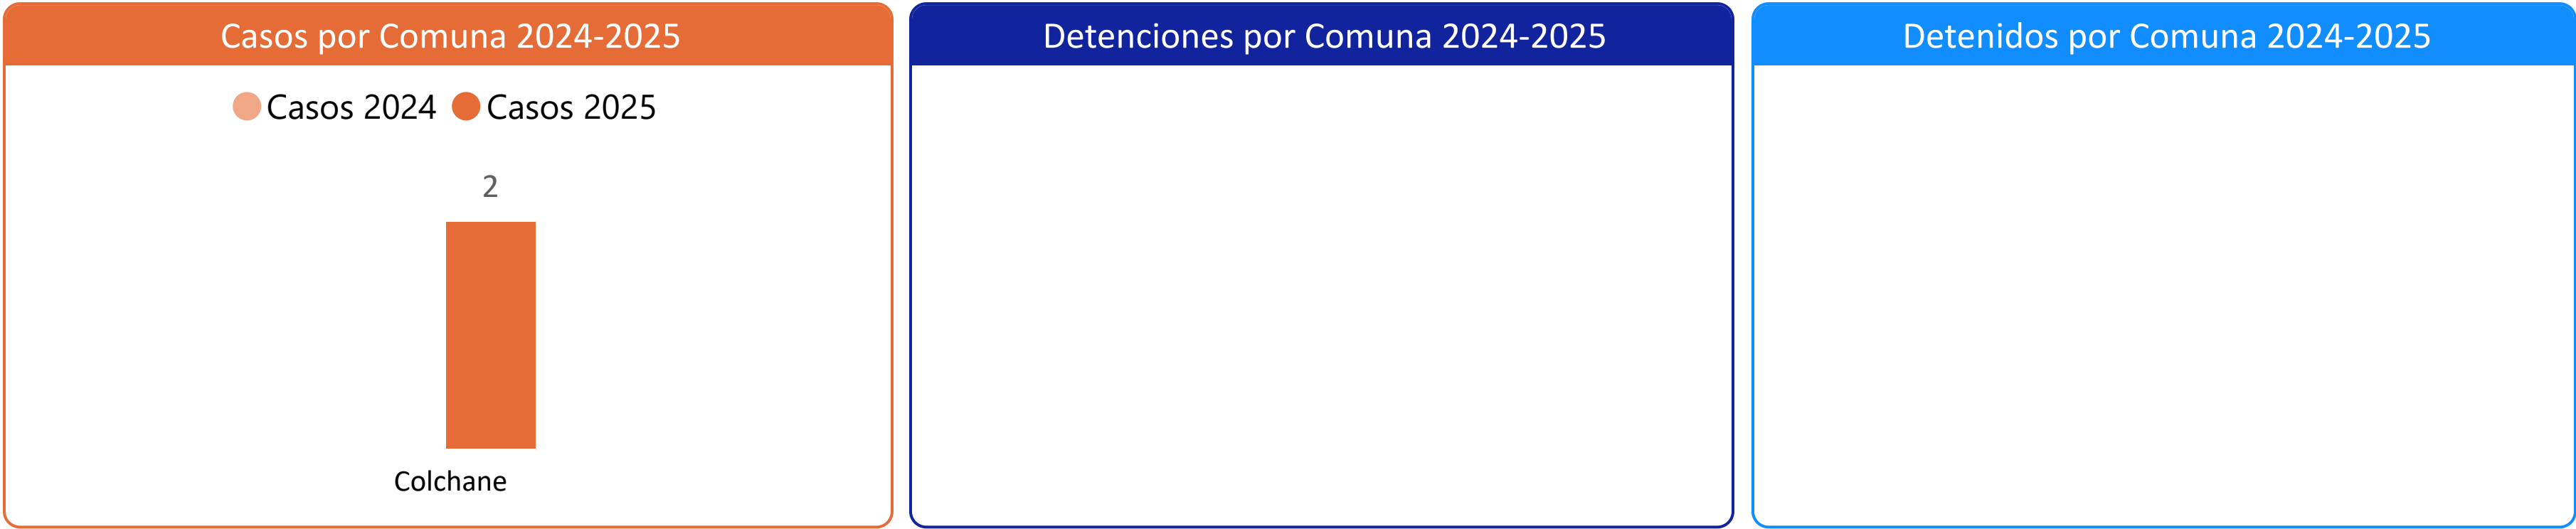 Casos por Comuna 2024-2025
Casos 2024 Casos 2025
2
Colchane
Detenciones por Comuna 2024-2025
Detenidos por Comuna 2024-2025